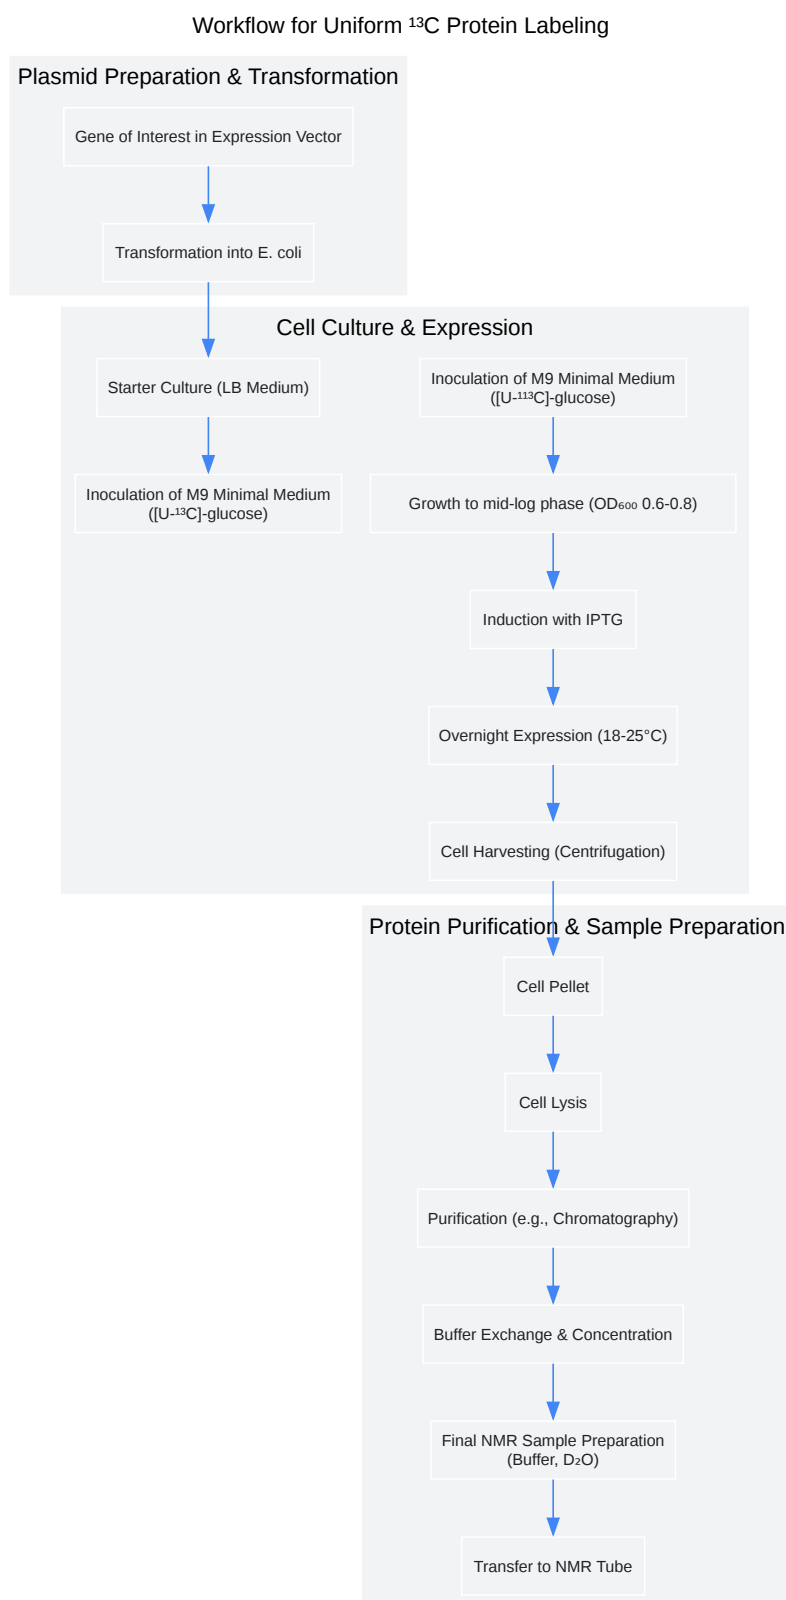 Workflow for Uniform ¹³C Protein Labeling
Plasmid Preparation & Transformation
Gene of Interest in Expression Vector
Transformation into E. coli
Cell Culture & Expression
Starter Culture (LB Medium)
Inoculation of M9 Minimal Medium
([U-¹³C]-glucose)
Inoculation of M9 Minimal Medium
([U-¹¹³C]-glucose)
Growth to mid-log phase (OD₆₀₀ 0.6-0.8)
Induction with IPTG
Overnight Expression (18-25°C)
Cell Harvesting (Centrifugation)
Protein Purification & Sample Preparation
Cell Pellet
Cell Lysis
Purification (e.g., Chromatography)
Buffer Exchange & Concentration
Final NMR Sample Preparation
(Buffer, D₂O)
Transfer to NMR Tube